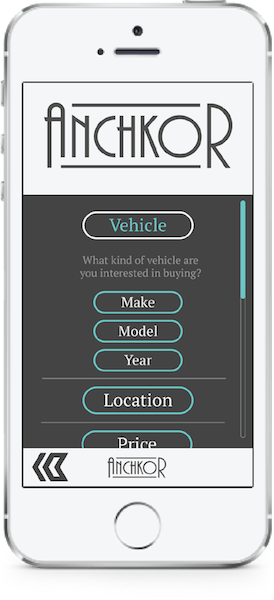 ANCHKOR
Vehicle
What kind of vehicle are
you interested in buying?
Make
Model
Year
Location
Price
ANCHKOR